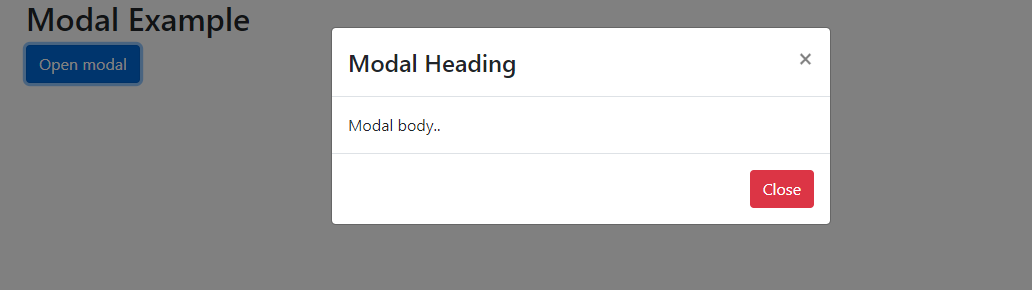 Modal Example
Open modal
Modal Heading ×
Modal body..
Close